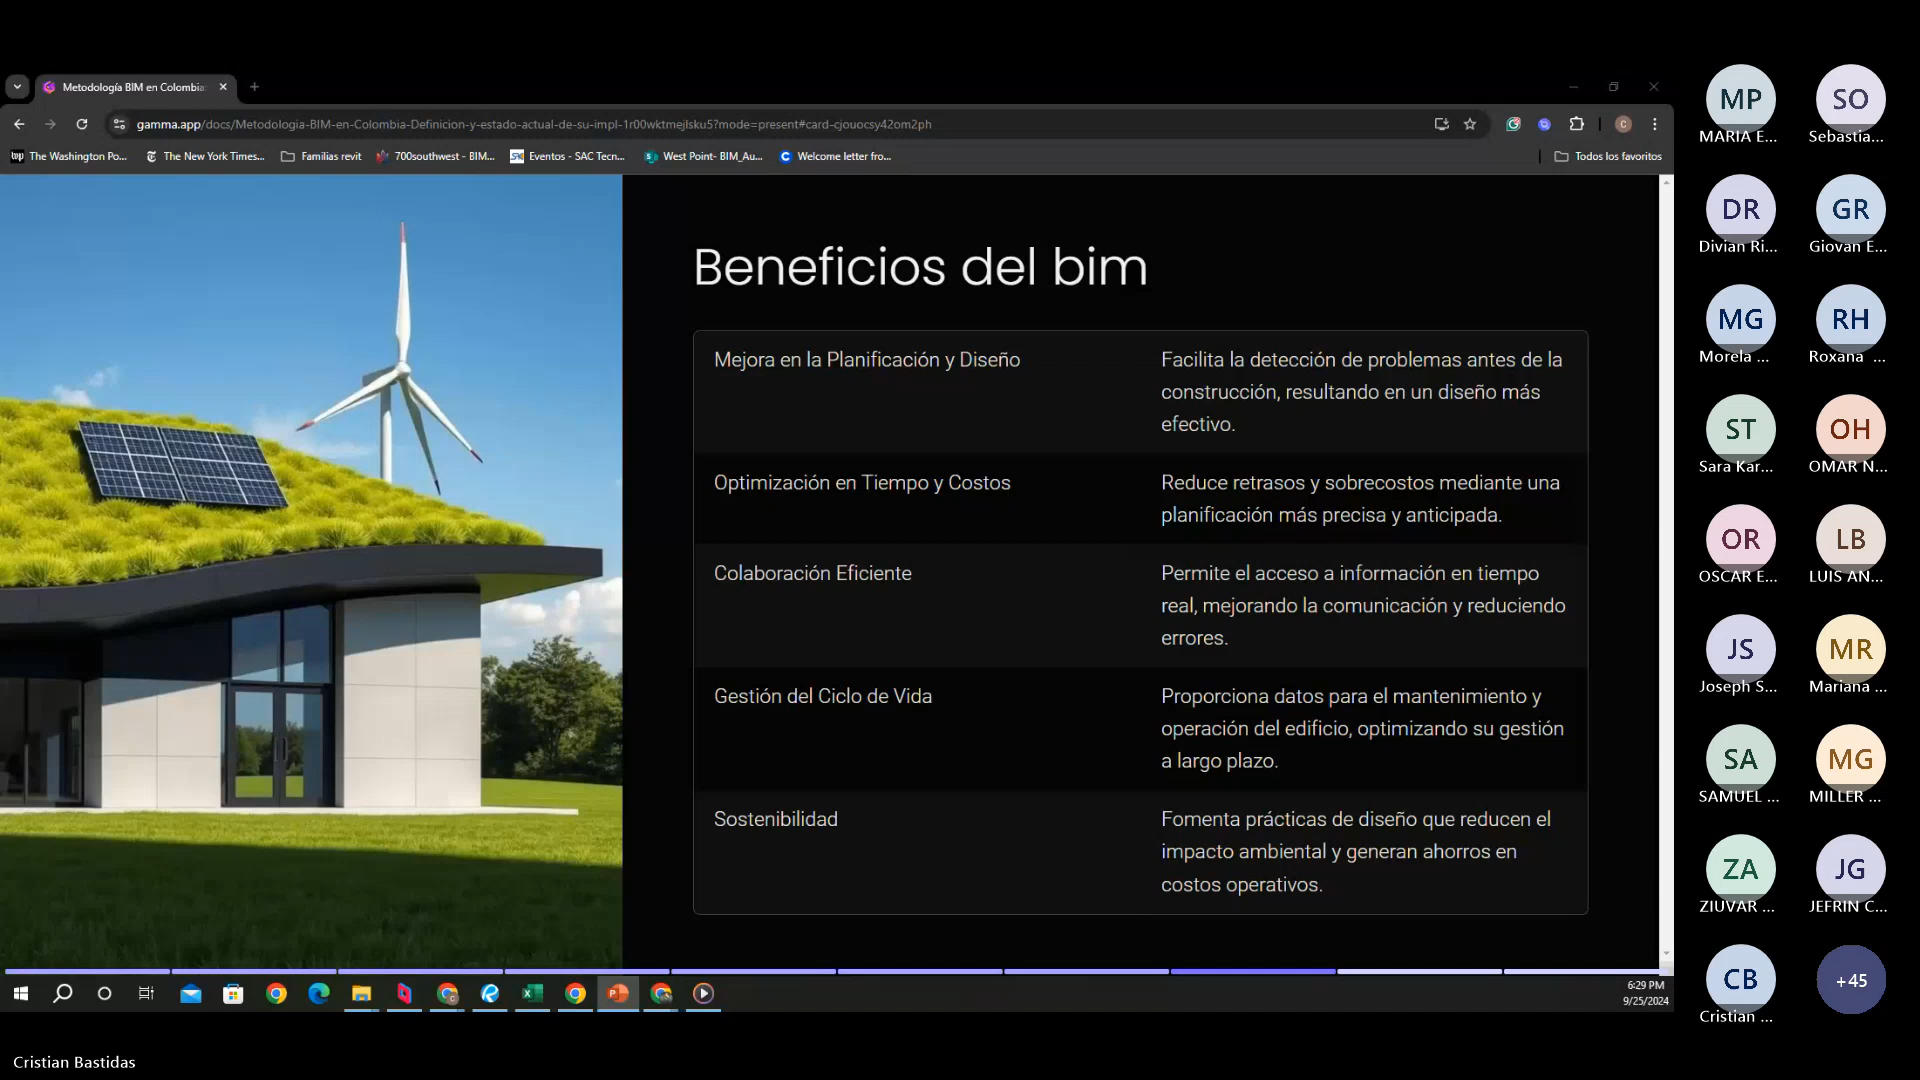 Metodología BIM en Colombia
gamma.app/docs/Metodologia-BIM-en-Colombia-Definicion-y-estado-actual-de-su-impl-1r00wktmejlsku5?mode=present#card-cjouocsy42om2ph
The Washington Po...
The New York Times...
Familias revit
700southwest - BIM...
Eventos - SAC Tecn...
West Point- BIM_Au...
Welcome letter fro...
Todos los favoritos
Beneficios del bim
Mejora en la Planificación y Diseño
Facilita la detección de problemas antes de la
construcción, resultando en un diseño más
efectivo.
Optimización en Tiempo y Costos
Reduce retrasos y sobrecostos mediante una
planificación más precisa y anticipada.
Colaboración Eficiente
Permite el acceso a información en tiempo
real, mejorando la comunicación y reduciendo
errores.
Gestión del Ciclo de Vida
Proporciona datos para el mantenimiento y
operación del edificio, optimizando su gestión
a largo plazo.
Sostenibilidad
Fomenta prácticas de diseño que reducen el
impacto ambiental y generan ahorros en
costos operativos.
6:29 PM
9/25/2024
MP
MARIA E...
SO
Sebastia...
DR
Divian Ri...
GR
Giovan E...
MG
Morela ...
RH
Roxana ...
ST
Sara Kar...
OH
OMAR N...
OR
OSCAR E...
LB
LUIS AN...
JS
Joseph S...
MR
Mariana ...
SA
SAMUEL ...
MG
MILLER ...
ZA
ZIUVAR ...
JG
JEFRIN C...
CB
Cristian ...
+45
Cristian Bastidas